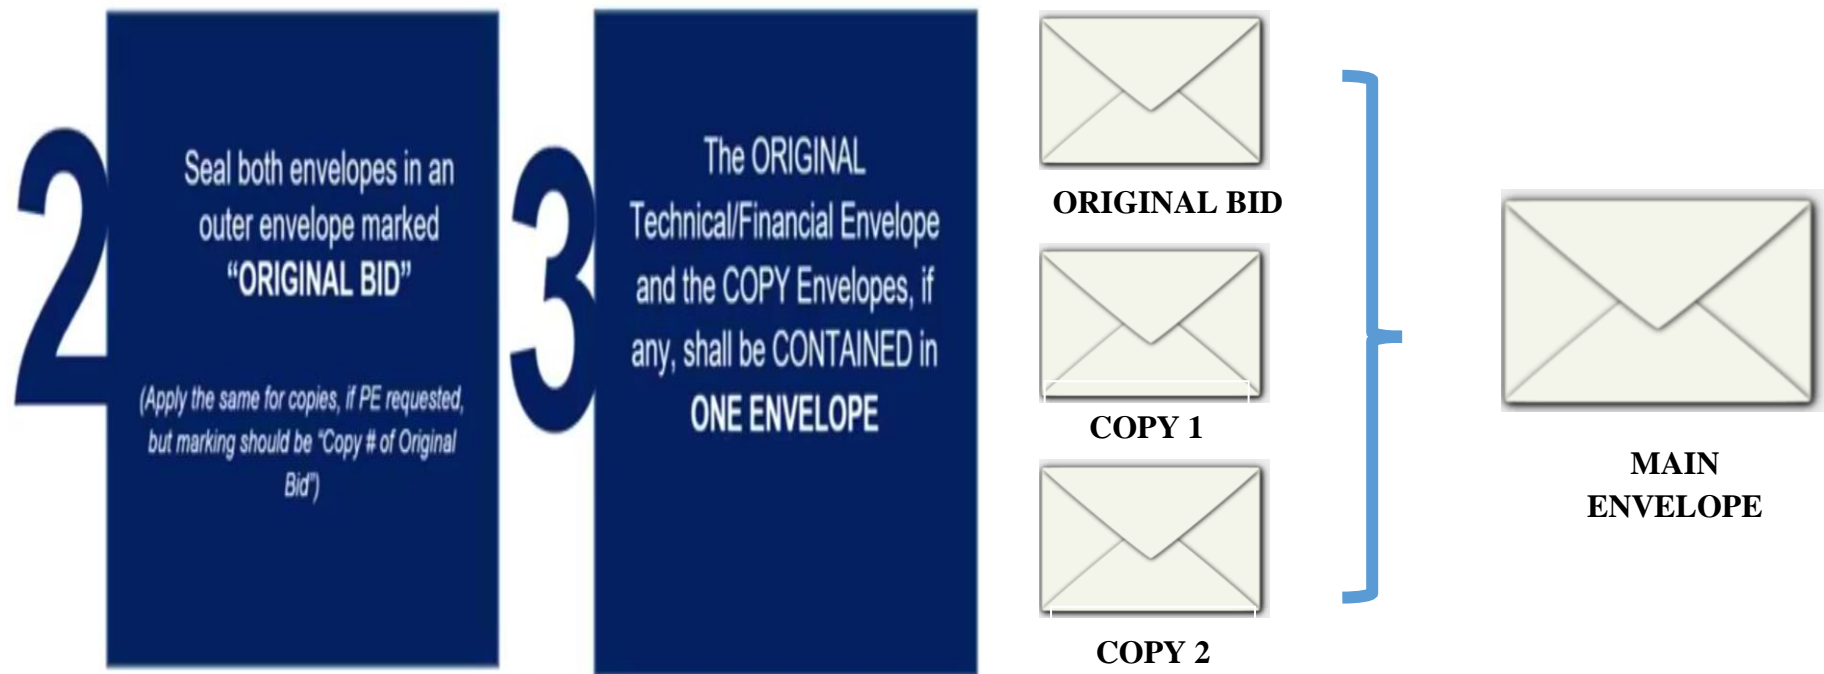 2
Seal both envelopes in an
outer envelope marked
“ORIGINAL BID”
(Apply the same for copies, if PE requested,
but marking should be “Copy # of Original
Bid”)
3
The ORIGINAL
Technical/Financial Envelope
and the COPY Envelopes, if
any, shall be CONTAINED in
ONE ENVELOPE
ORIGINAL BID
COPY 1
COPY 2
MAIN
ENVELOPE